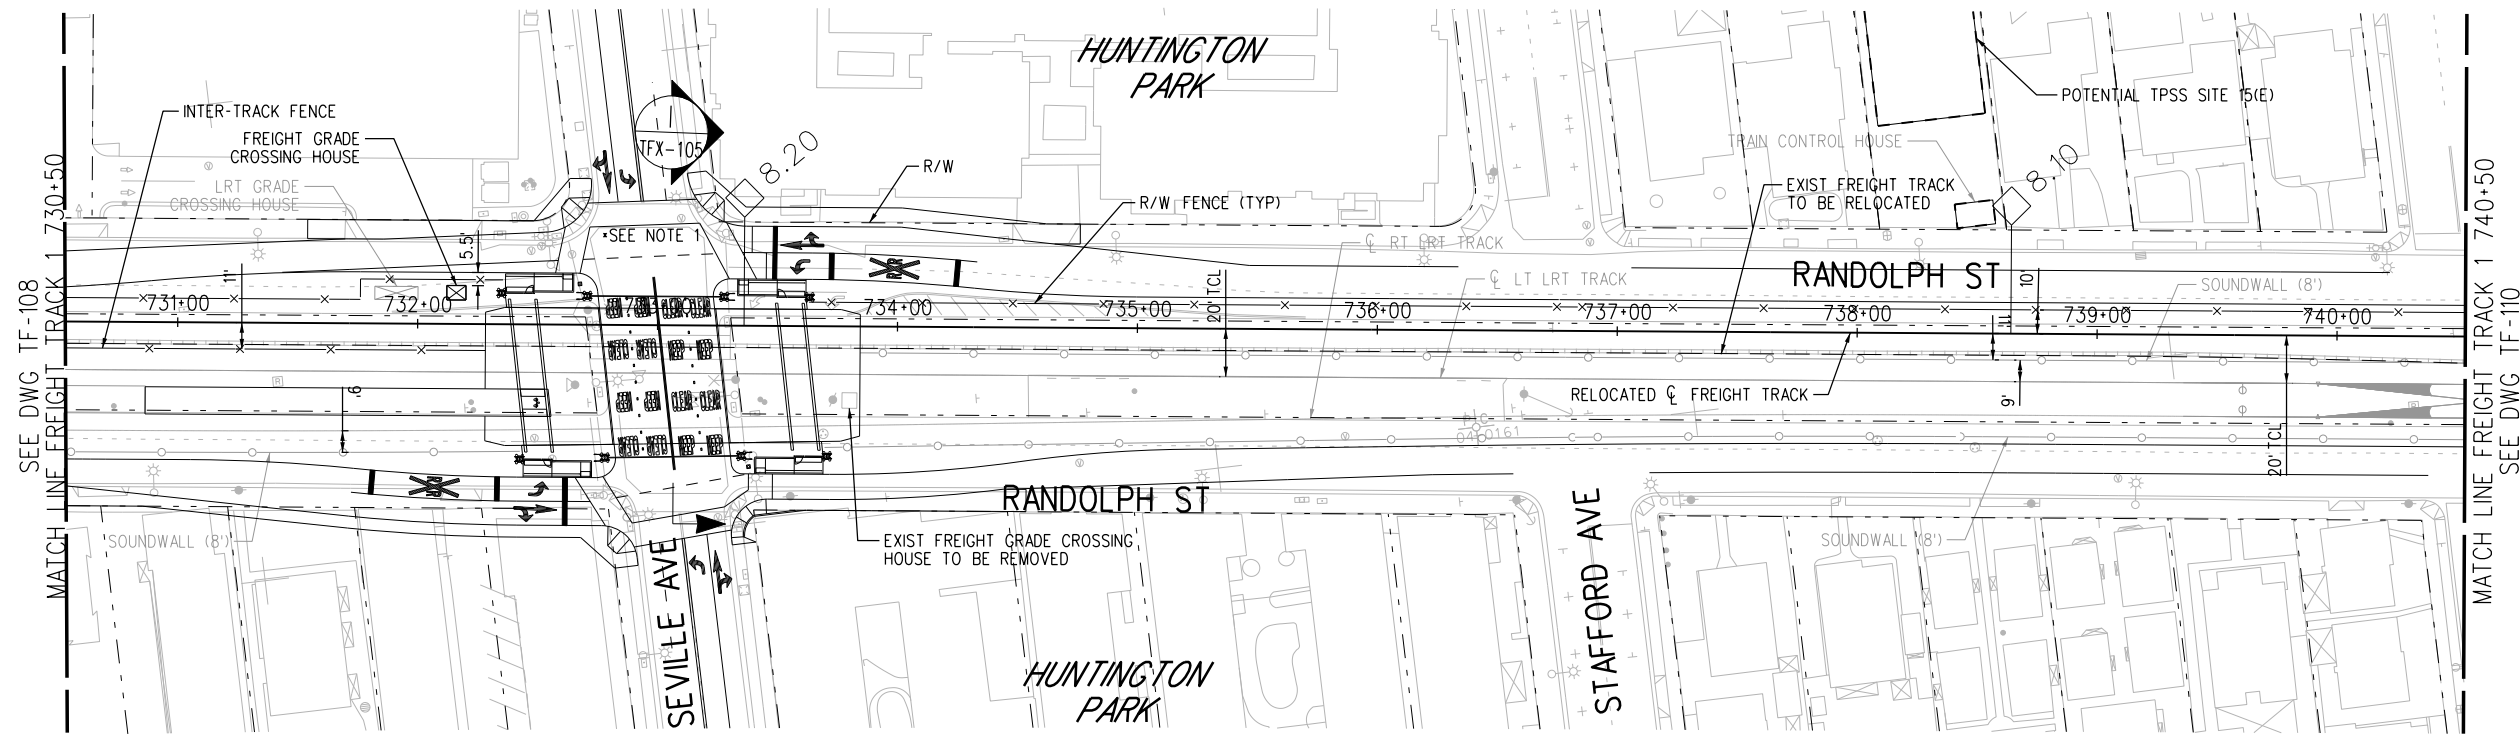 HUNTINGTON
PARK
INTER-TRACK FENCE
FREIGHT GRADE
CROSSING HOUSE
LRT GRADE
CROSSING HOUSE
TFX-105
8.20
R/W
R/W FENCE (TYP)
*SEE NOTE 1
POTENTIAL TPSS SITE 15(E)
TRAIN CONTROL HOUSE
8.10
EXIST FREIGHT TRACK
TO BE RELOCATED
℄ RT LRT TRACK
℄ LT LRT TRACK
RANDOLPH ST
SOUNDWALL (8')
SEE DWG TF-108
MATCH LINE FREIGHT TRACK 1 730+50
11'
5.5'
731+00
732+00
734+00
735+00
736+00
737+00
738+00
739+00
740+00
20' TCL
10'
11'
9'
20' TCL
9'
RXR
RELOCATED ℄ FREIGHT TRACK
RXR
RANDOLPH ST
SOUNDWALL (8')
EXIST FREIGHT GRADE CROSSING
HOUSE TO BE REMOVED
SOUNDWALL (8')
SEVILLE AVE
STAFFORD AVE
HUNTINGTON
PARK
MATCH LINE FREIGHT TRACK 1 740+50
SEE DWG TF-110